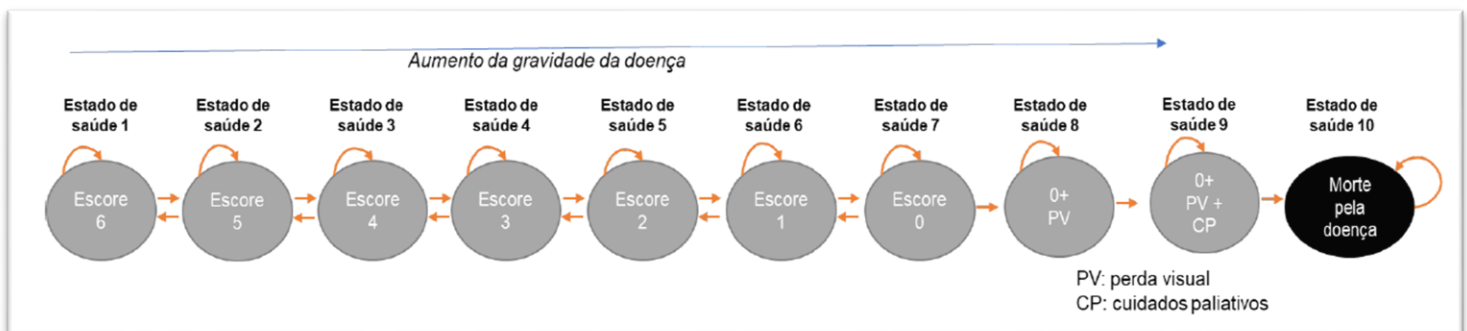 Aumento da gravidade da doença
Estado de
saúde 1
Estado de
saúde 2
Estado de
saúde 3
Estado de
saúde 4
Estado de
saúde 5
Estado de
saúde 6
Estado de
saúde 7
Estado de
saúde 8
Estado de
saúde 9
Estado de
saúde 10
Escore
6
Escore
5
Escore
4
Escore
3
Escore
2
Escore
1
Escore
0
0+
PV
0+
PV +
CP
Morte
pela
doença
PV: perda visual
CP: cuidados paliativos